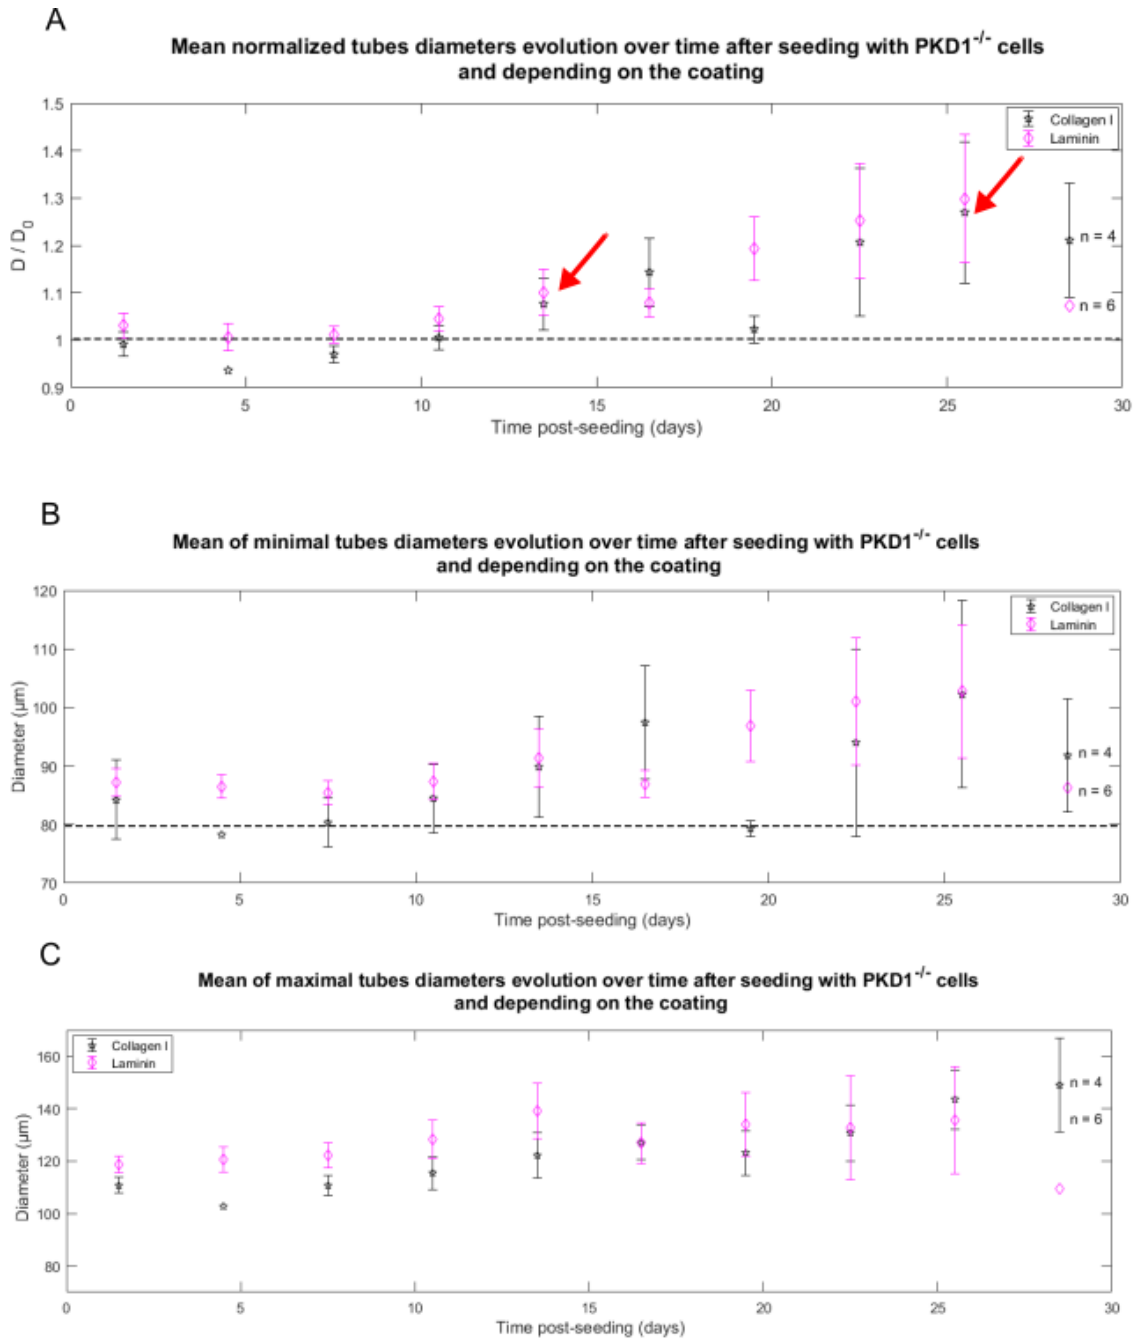 A
Mean normalized tubes diameters evolution over time after seeding with PKD1-/- cells
and depending on the coating
1.5
1.4
1.3
1.2
1.1
1
0.9
D / D0
Collagen I
Laminin
n = 4
n = 6
0 5 10 15 20 25 30
Time post-seeding (days)
B
Mean of minimal tubes diameters evolution over time after seeding with PKD1-/- cells
and depending on the coating
120
110
100
90
80
70
Diameter (µm)
Collagen I
Laminin
n = 4
n = 6
0 5 10 15 20 25 30
Time post-seeding (days)
C
Mean of maximal tubes diameters evolution over time after seeding with PKD1-/- cells
and depending on the coating
160
140
120
100
80
Diameter (µm)
Collagen I
Laminin
n = 4
n = 6
0 5 10 15 20 25 30
Time post-seeding (days)